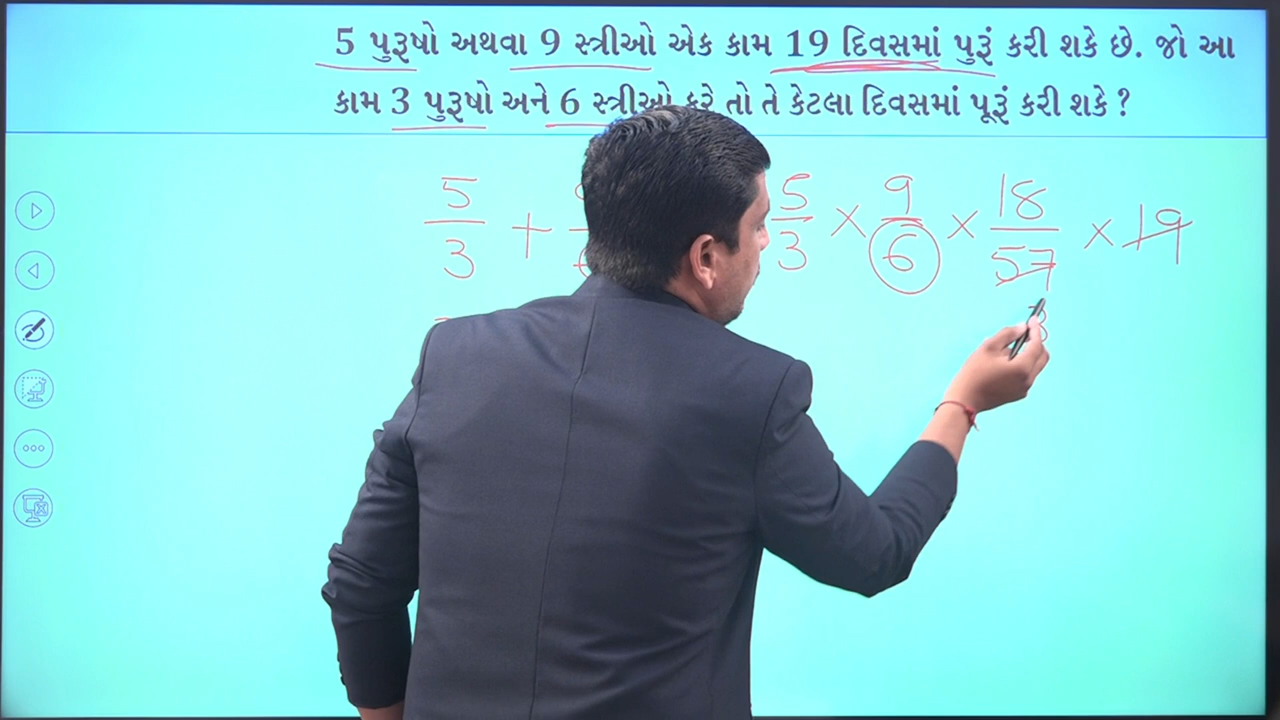 5 પુરૂષો અથવા 9 સ્ત્રીઓ એક કામ 19 દિવસમાં પુરૂં કરી શકે છે. જો આ
કામ 3 પુરૂષો અને 6 સ્ત્રીઓ કરે તો તે કેટલા દિવસમાં પૂરૂં કરી શકે ?
5/3 + 5/3 × 9/6 × 18/57 × 19
3